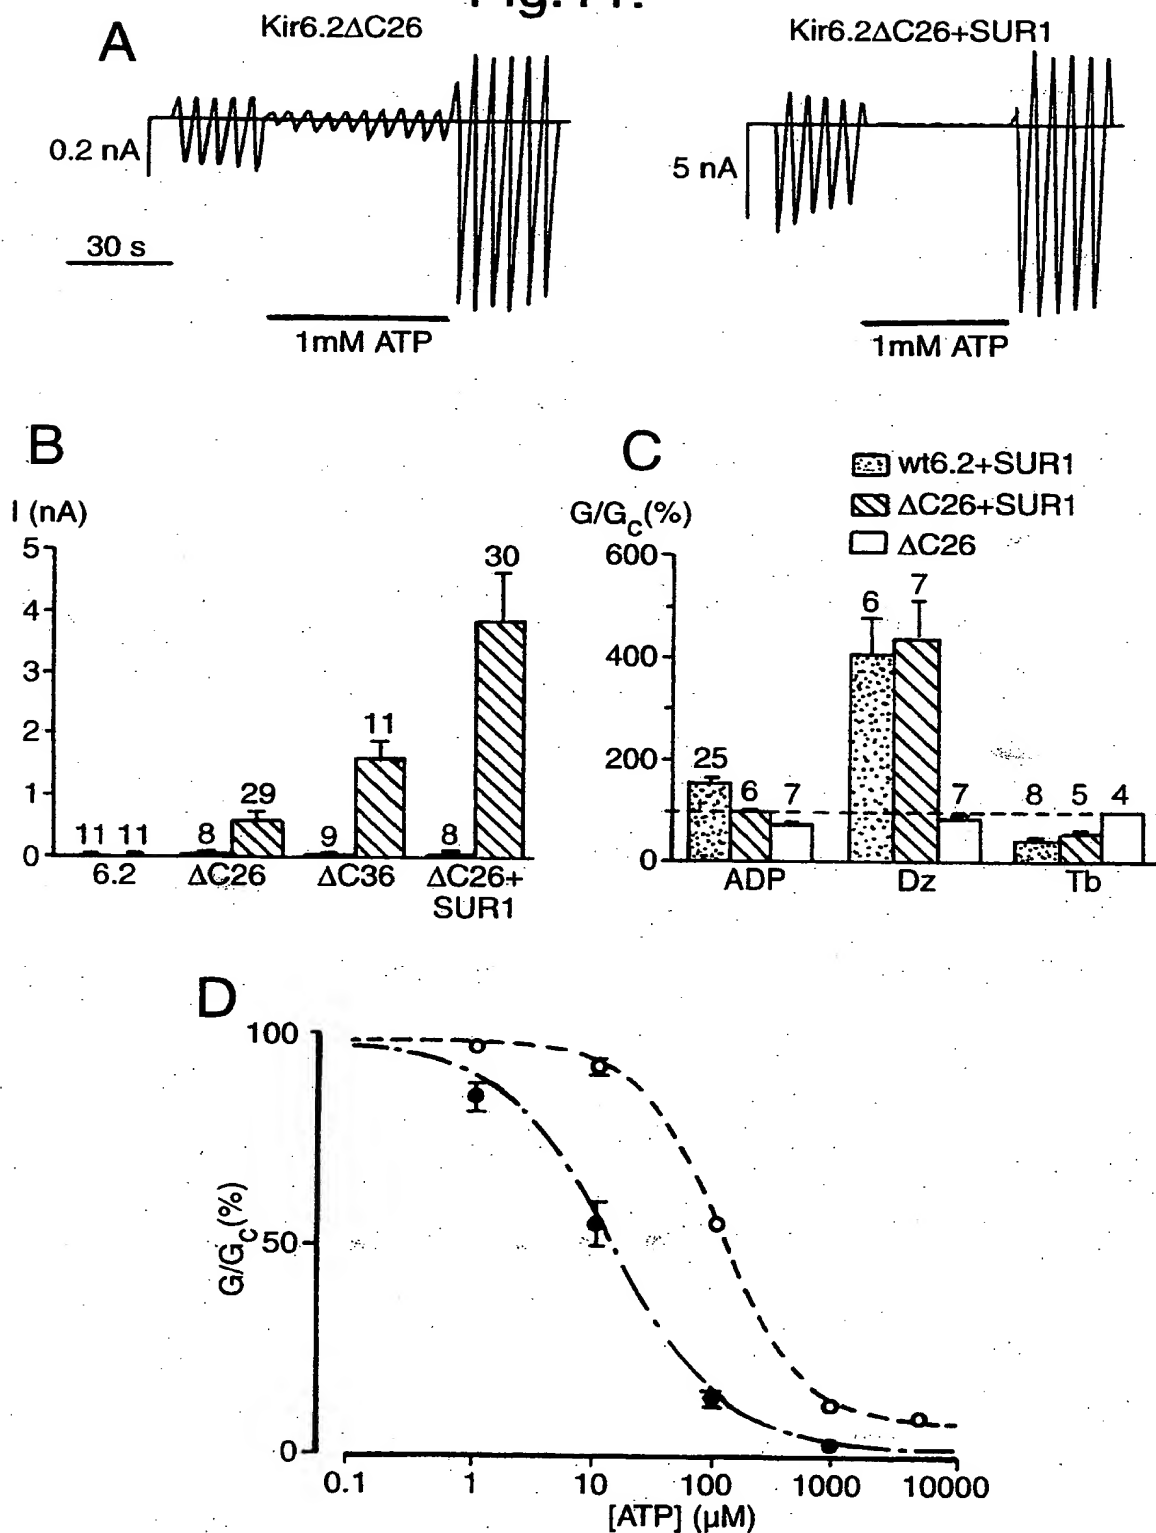 Fig. 11.
A
Kir6.2ΔC26
Kir6.2ΔC26+SUR1
0.2 nA
5 nA
30 s
1mM ATP
1mM ATP
B
I (nA)
5
4
3
2
1
0
11 11 8 29 9 11 8 30
6.2 ΔC26 ΔC36 ΔC26+
SUR1
C
wt6.2+SUR1
ΔC26+SUR1
ΔC26
G/GC(%)
600
400
200
0
25 6 7 6 7 7 8 5 4
ADP Dz Tb
D
G/GC(%)
100
50
0
0.1 1 10 100 1000 10000
[ATP] (μM)